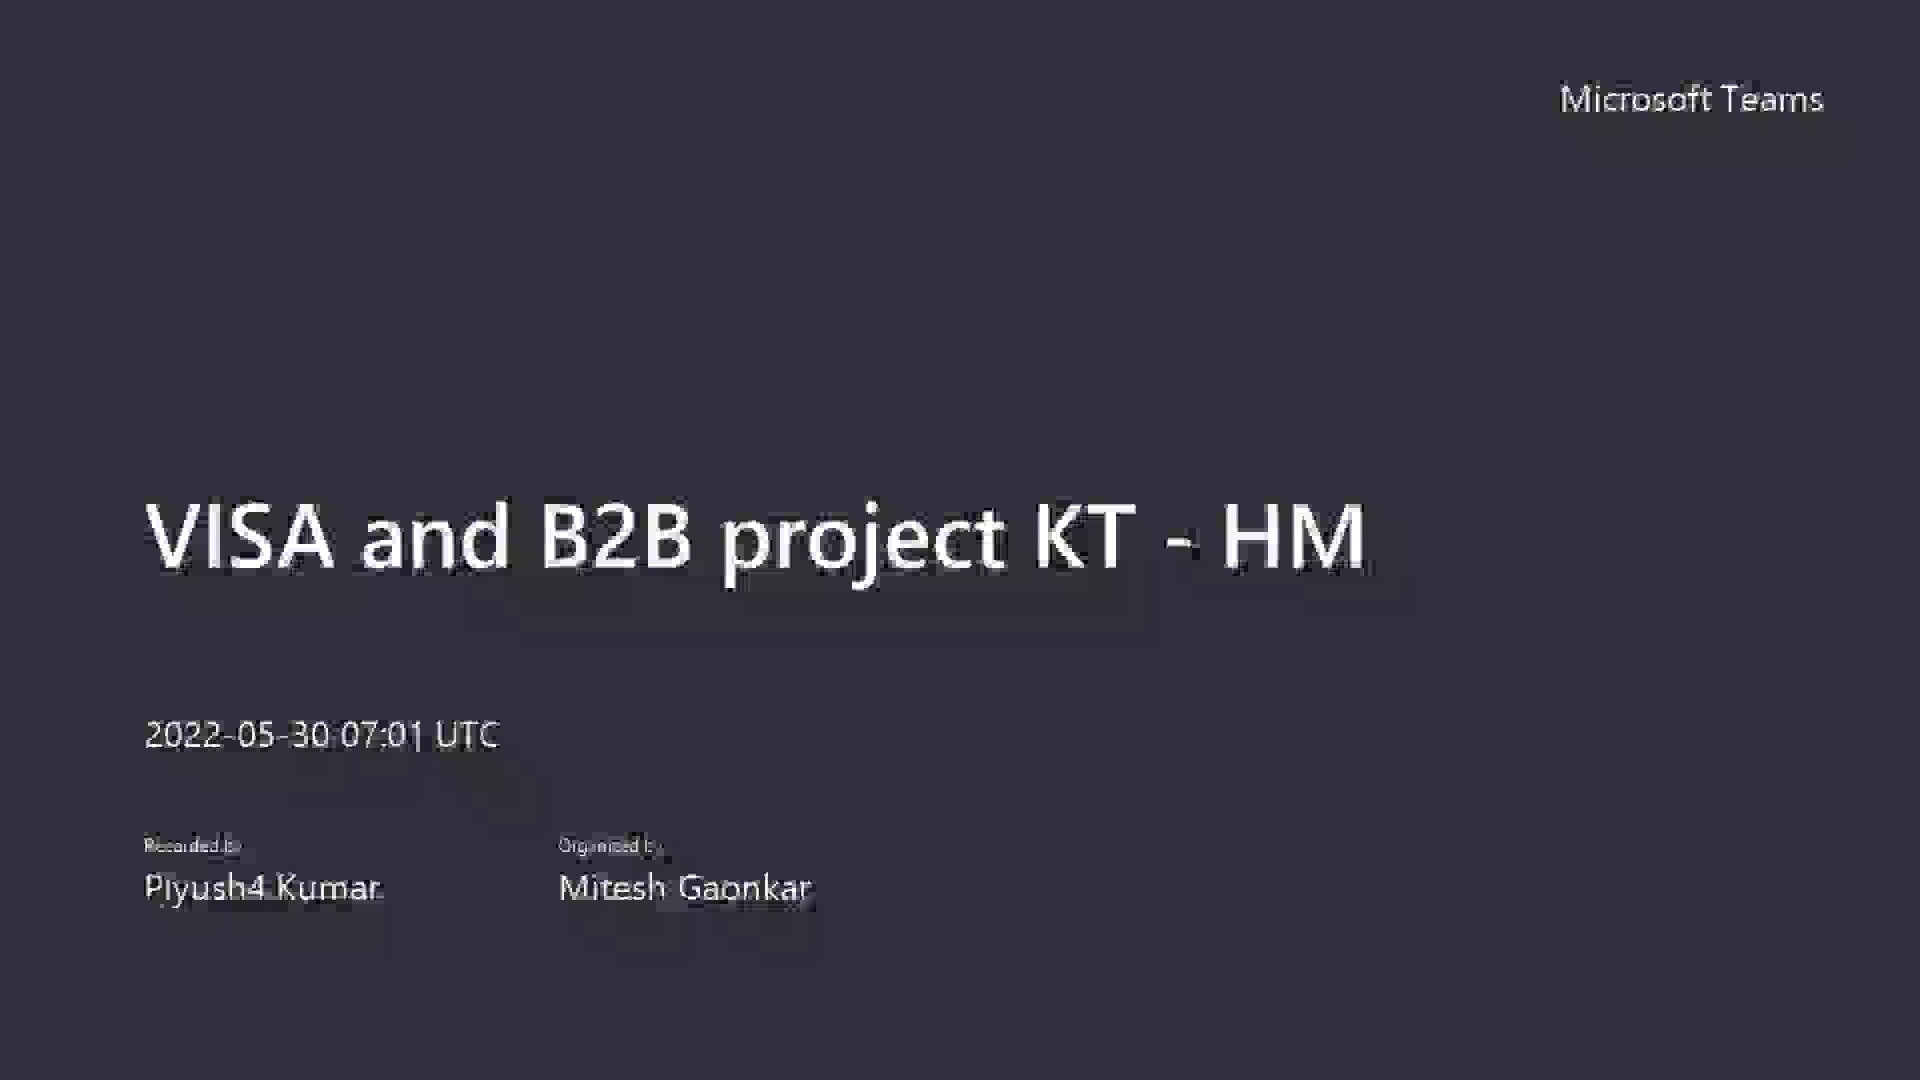 Microsoft Teams
VISA and B2B project KT - HM
2022-05-30 07:01 UTC
Recorded by
Organized by
Piyush4 Kumar
Mitesh Gaonkar